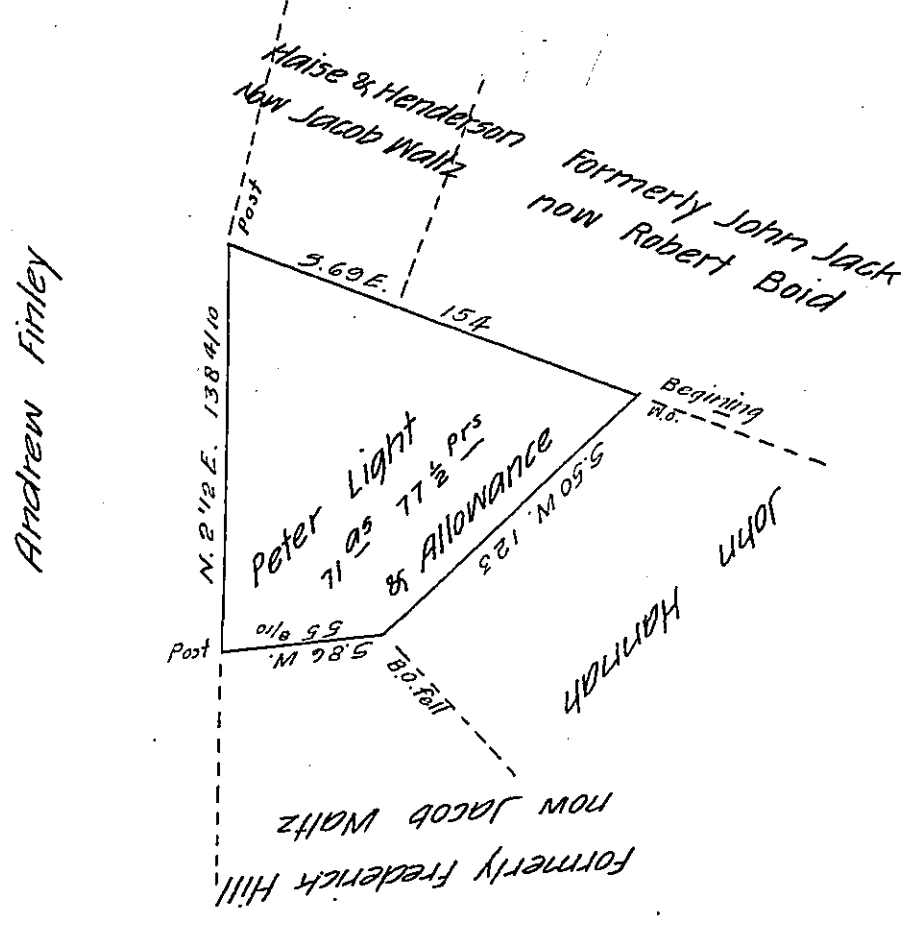 Haise & Henderson
Now Jacob Waltz
Formerly John Jack
now Robert Boid
Post
S.69E.
154
Begining
W.O.
Andrew Finley
N. 2 1/2 E. 138 4/10
Peter Light
71 as 77 ½ prs
& Allowance
S.50 W. 123
John Hannah
Post
S.86 W.
55 8/10
B.O. fell
now Jacob Waltz
Formerly Frederick Hill